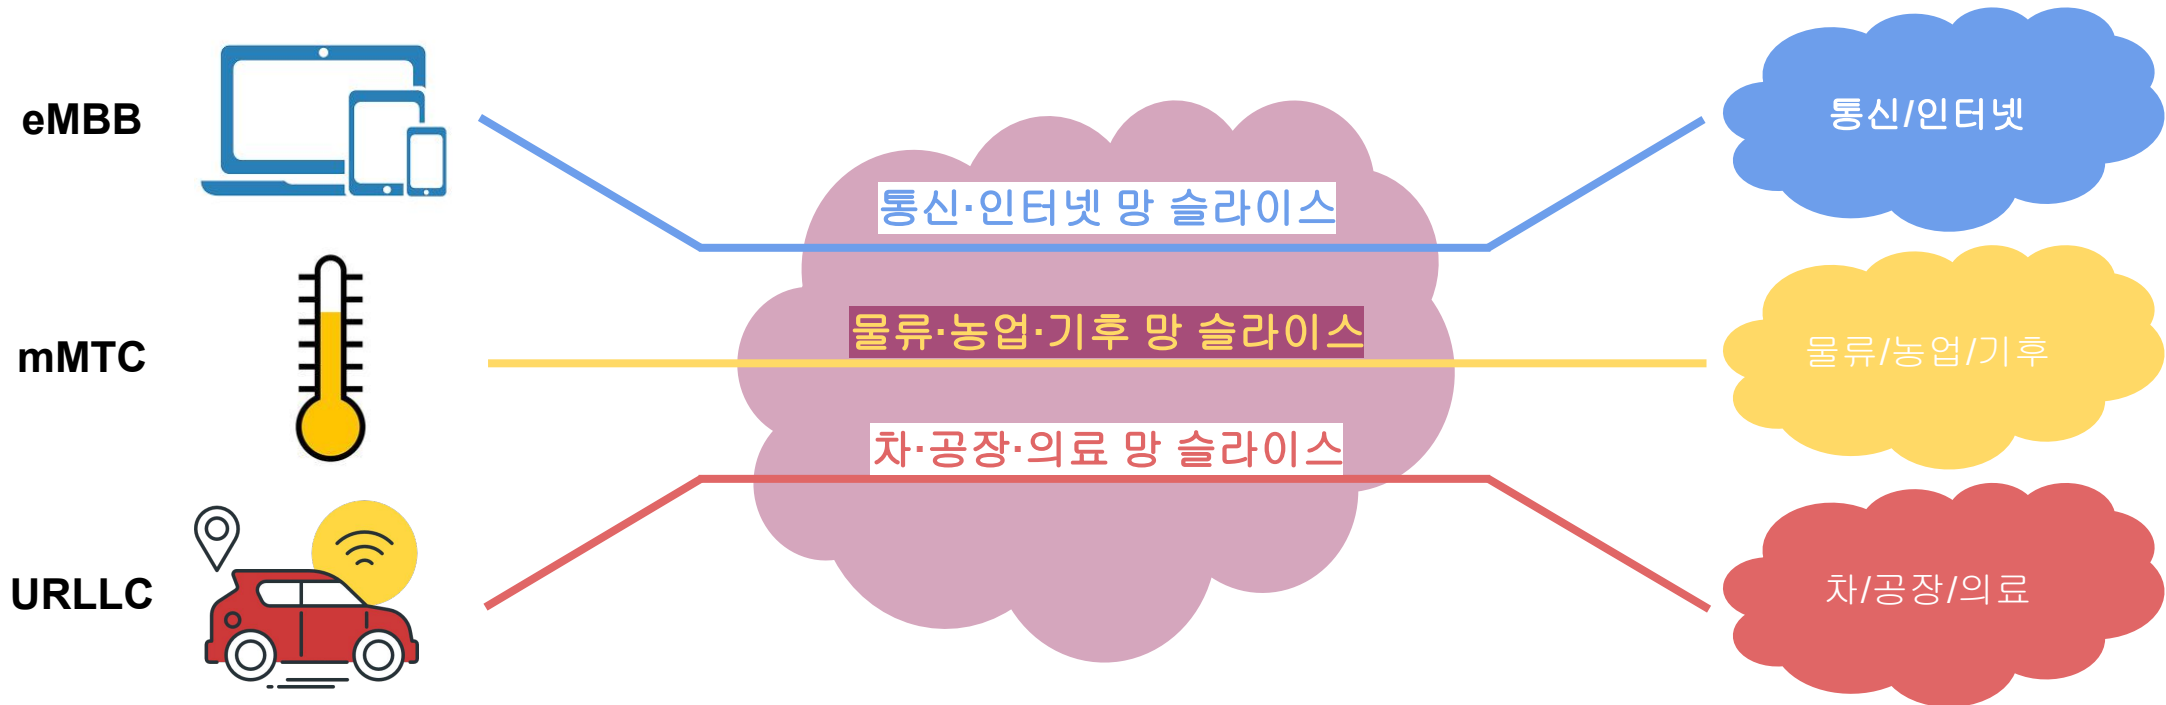 eMBB
통신·인터넷 망 슬라이스
통신/인터넷
mMTC
물류·농업·기후 망 슬라이스
물류/농업/기후
URLLC
차·공장·의료 망 슬라이스
차/공장/의료